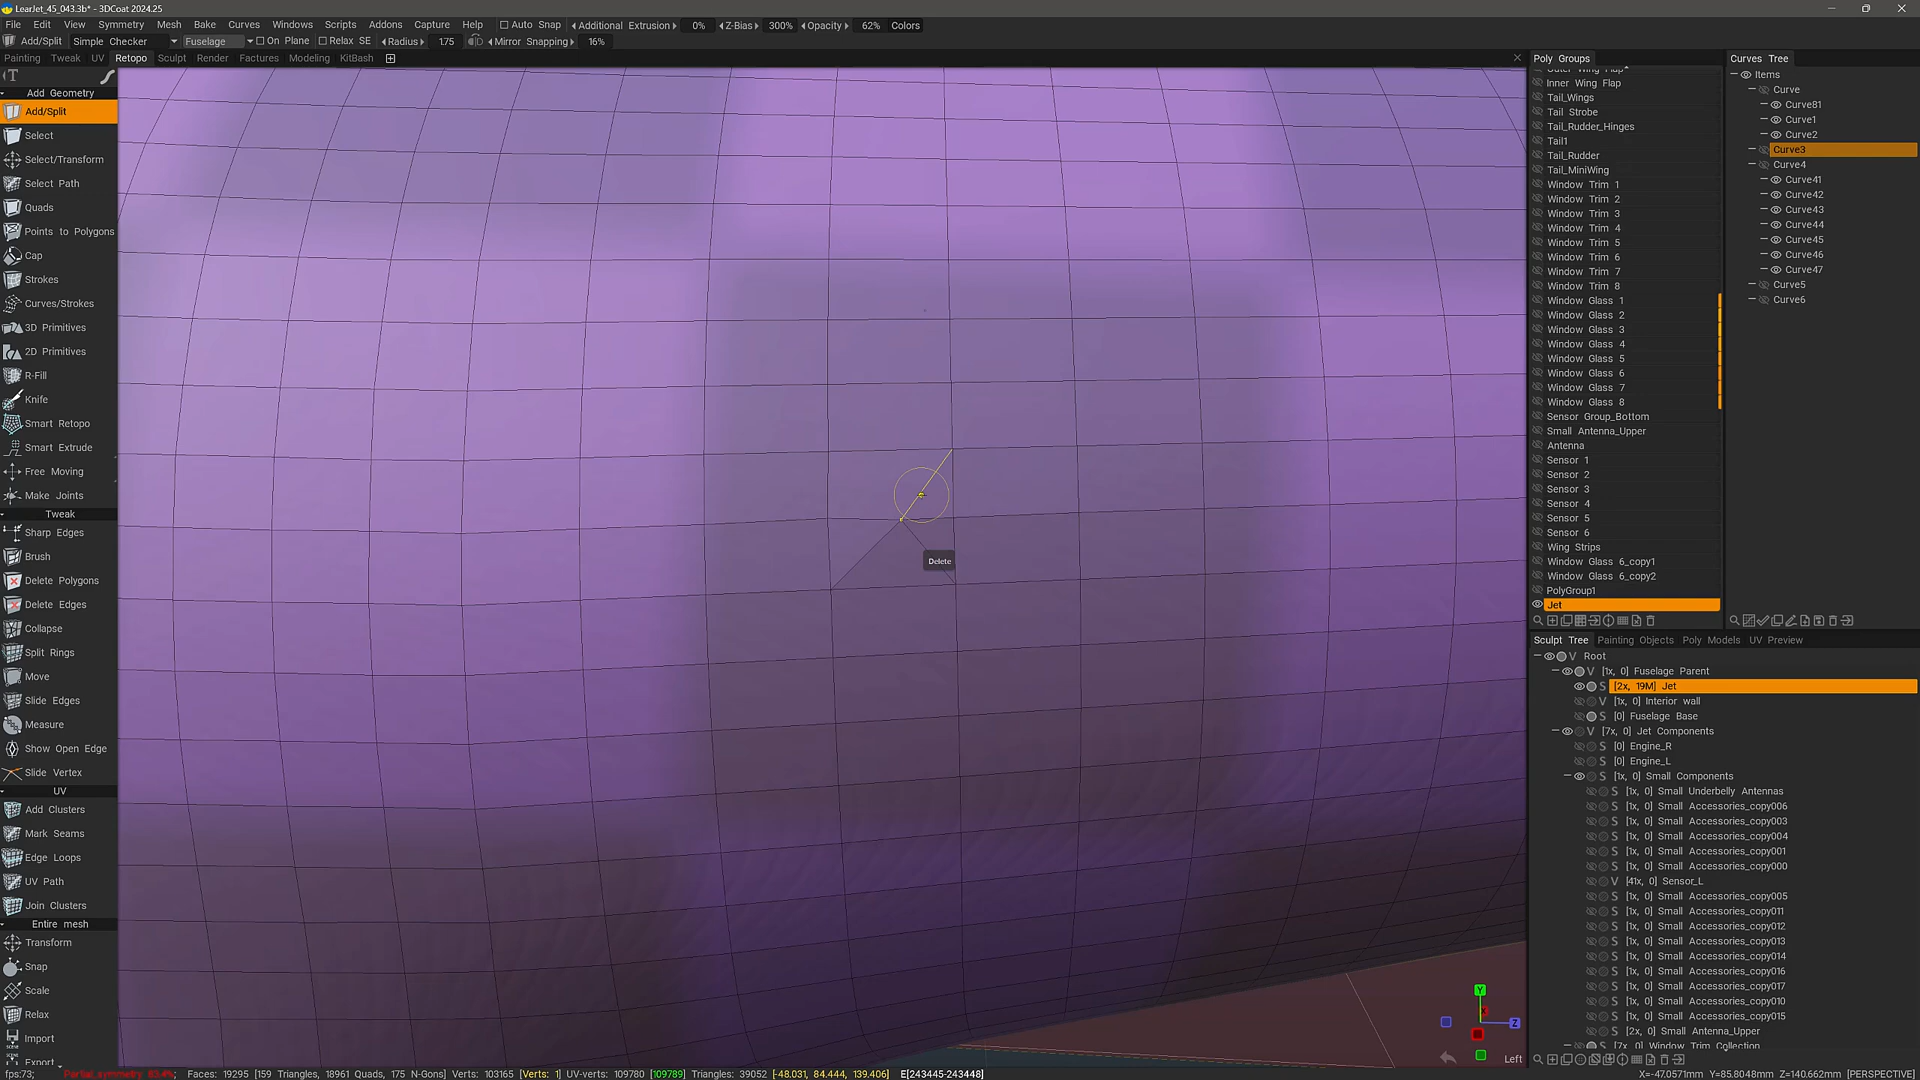 LearJet_45_043.3b* - 3DCoat 2024.25
File Edit View Symmetry Mesh Bake Curves Windows Scripts Addons Capture Help Auto Snap Additional Extrusion 0% Z-Bias 300% Opacity 62% Colors
Add/Split Simple Checker Fuselage On Plane Relax SE Radius 1.75 Mirror Snapping 16%
Painting Tweak UV Retopo Sculpt Render Factures Modeling KitBash
Add Geometry
Add/Split
Select
Select/Transform
Select Path
Quads
Points to Polygons
Cap
Strokes
Curves/Strokes
3D Primitives
2D Primitives
R-Fill
Knife
Smart Retopo
Smart Extrude
Free Moving
Make Joints
Tweak
Sharp Edges
Brush
Delete Polygons
Delete Edges
Collapse
Split Rings
Move
Slide Edges
Measure
Show Open Edge
Slide Vertex
UV
Add Clusters
Mark Seams
Edge Loops
UV Path
Join Clusters
Entire mesh
Transform
Snap
Scale
Relax
Import
Export
Delete
Y
Z
Left
Poly Groups
Outer Wing Flap
Inner Wing Flap
Tail_Wings
Tail Strobe
Tail_Rudder_Hinges
Tail1
Tail_Rudder
Tail_MiniWing
Window Trim 1
Window Trim 2
Window Trim 3
Window Trim 4
Window Trim 5
Window Trim 6
Window Trim 7
Window Trim 8
Window Glass 1
Window Glass 2
Window Glass 3
Window Glass 4
Window Glass 5
Window Glass 6
Window Glass 7
Window Glass 8
Sensor Group_Bottom
Small Antenna_Upper
Antenna
Sensor 1
Sensor 2
Sensor 3
Sensor 4
Sensor 5
Sensor 6
Wing Strips
Window Glass 6_copy1
Window Glass 6_copy2
PolyGroup1
Jet
Curves Tree
Items
Curve
Curve81
Curve1
Curve2
Curve3
Curve4
Curve41
Curve42
Curve43
Curve44
Curve45
Curve46
Curve47
Curve5
Curve6
Sculpt Tree Painting Objects Poly Models UV Preview
V Root
V [1x, 0] Fuselage Parent
S [2x, 19M] Jet
V [1x, 0] Interior wall
S [0] Fuselage Base
V [7x, 0] Jet Components
S [0] Engine_R
S [0] Engine_L
S [1x, 0] Small Components
S [1x, 0] Small Underbelly Antennas
S [1x, 0] Small Accessories_copy006
S [1x, 0] Small Accessories_copy003
S [1x, 0] Small Accessories_copy004
S [1x, 0] Small Accessories_copy001
S [1x, 0] Small Accessories_copy000
V [41x, 0] Sensor_L
S [1x, 0] Small Accessories_copy005
S [1x, 0] Small Accessories_copy011
S [1x, 0] Small Accessories_copy012
S [1x, 0] Small Accessories_copy013
S [1x, 0] Small Accessories_copy014
S [1x, 0] Small Accessories_copy016
S [1x, 0] Small Accessories_copy017
S [1x, 0] Small Accessories_copy010
S [1x, 0] Small Accessories_copy015
S [2x, 0] Small Antenna_Upper
S [7x, 0] Window Trim_Collection
fps:73; Partial symmetry 85.4%; Faces: 19295 [159 Triangles, 18961 Quads, 175 N-Gons] Verts: 103165 [Verts: 1] UV-verts: 109780 [109789] Triangles: 39052 [-48.031, 84.444, 139.406] E[243445-243448] X=-47.0571mm Y=85.8048mm Z=140.662mm [PERSPECTIVE]